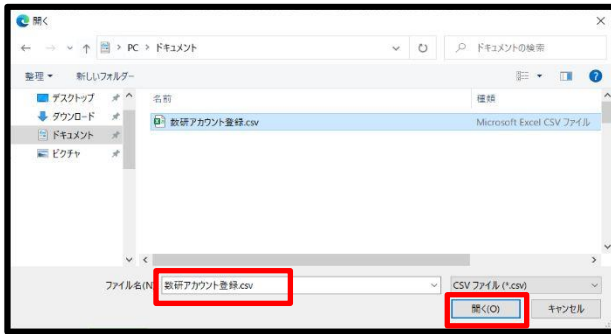 開く
PC > ドキュメント
ドキュメントの検索
整理 新しいフォルダー
名前 種類
デスクトップ
ダウンロード
ドキュメント
ピクチャ
数研アカウント登録.csv Microsoft Excel CSV ファイル
ファイル名(N 数研アカウント登録.csv CSV ファイル (*.csv)
開く(O) キャンセル